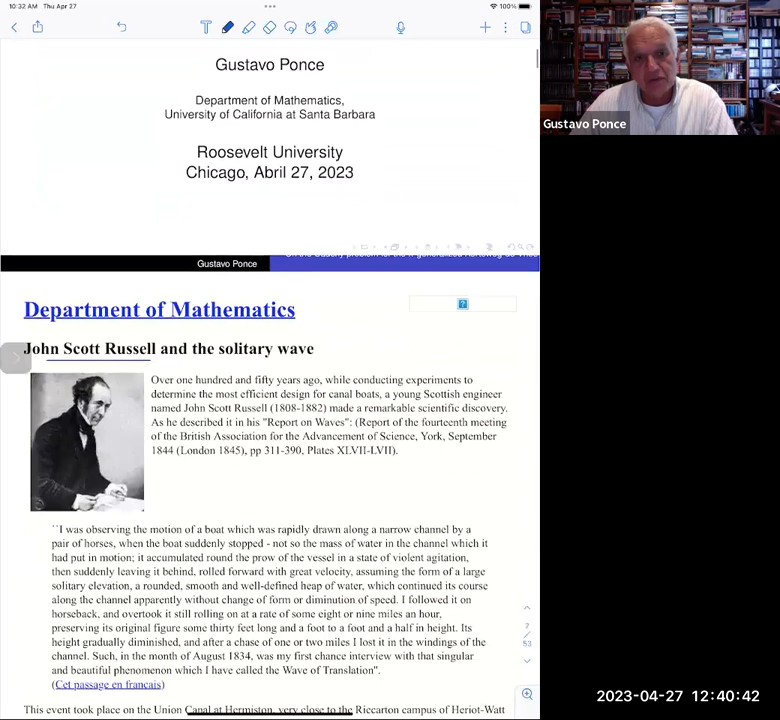 10:32 AM Thu Apr 27
100%
Gustavo Ponce
Department of Mathematics,
University of California at Santa Barbara
Roosevelt University
Chicago, Abril 27, 2023
Gustavo Ponce
Department of Mathematics
John Scott Russell and the solitary wave
Over one hundred and fifty years ago, while conducting experiments to
determine the most efficient design for canal boats, a young Scottish engineer
named John Scott Russell (1808-1882) made a remarkable scientific discovery.
As he described it in his "Report on Waves": (Report of the fourteenth meeting
of the British Association for the Advancement of Science, York, September
1844 (London 1845), pp 311-390, Plates XLVII-LVII).
``I was observing the motion of a boat which was rapidly drawn along a narrow channel by a
pair of horses, when the boat suddenly stopped - not so the mass of water in the channel which it
had put in motion; it accumulated round the prow of the vessel in a state of violent agitation,
then suddenly leaving it behind, rolled forward with great velocity, assuming the form of a large
solitary elevation, a rounded, smooth and well-defined heap of water, which continued its course
along the channel apparently without change of form or diminution of speed. I followed it on
horseback, and overtook it still rolling on at a rate of some eight or nine miles an hour,
preserving its original figure some thirty feet long and a foot to a foot and a half in height. Its
height gradually diminished, and after a chase of one or two miles I lost it in the windings of the
channel. Such, in the month of August 1834, was my first chance interview with that singular
and beautiful phenomenon which I have called the Wave of Translation".
(Cet passage en francais)
This event took place on the Union Canal at Hermiston, very close to the Riccarton campus of Heriot-Watt
?
/
53
Gustavo Ponce
2023-04-27 12:40:42